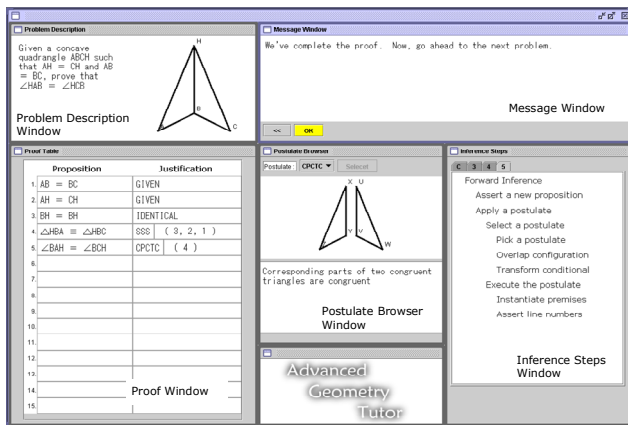 Problem Description
Given a concave
quadrangle ABCH such
that AH = CH and AB
= BC, prove that
∠HAB = ∠HCB
H
B
A
C
Problem Description
Window
Message Window
We've complete the proof. Now, go ahead to the next problem.
Message Window
<<
OK
Proof Table
Proposition Justification
1. AB = BC GIVEN
2. AH = CH GIVEN
3. BH = BH IDENTICAL
4. △HBA = △HBC SSS ( 3, 2, 1 )
5. ∠BAH = ∠BCH CPCTC ( 4 )
6.
7.
8.
9.
10.
11.
12.
13.
14.
15.
Proof Window
Postulate Browser
Postulate: CPCTC Select
X U
Y V
W
Corresponding parts of two congruent
triangles are congruent
Postulate Browser
Window
Advanced
Geometry
Tutor
Inference Steps
C 3 4 5
Forward Inference
Assert a new proposition
Apply a postulate
Select a postulate
Pick a postulate
Overlap configuration
Transform conditional
Execute the postulate
Instantiate premises
Assert line numbers
Inference Steps
Window